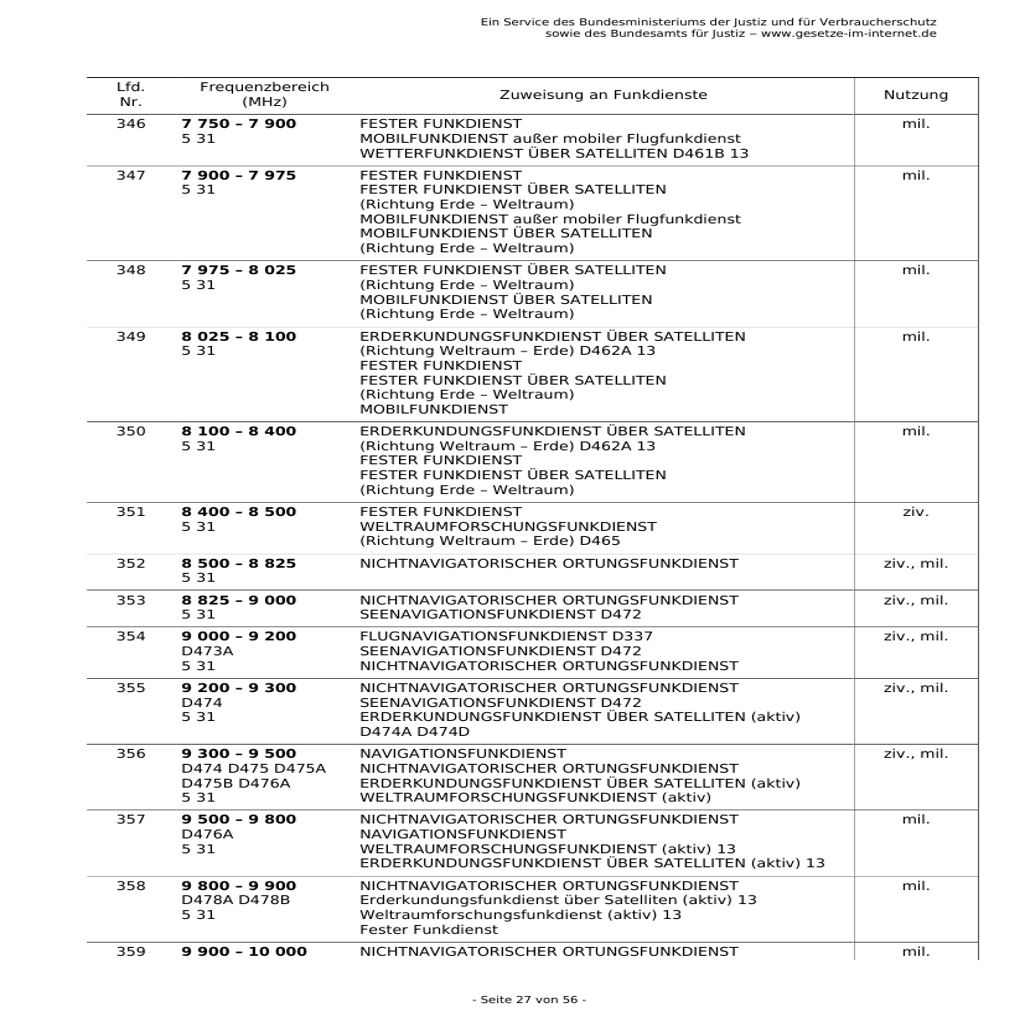 Ein Service des Bundesministeriums der Justiz und für Verbraucherschutz
sowie des Bundesamts für Justiz – www.gesetze-im-internet.de
Lfd. Nr. Frequenzbereich (MHz) Zuweisung an Funkdienste Nutzung
346 7 750 – 7 900 FESTER FUNKDIENST mil.
5 31 MOBILFUNKDIENST außer mobiler Flugfunkdienst
WETTERFUNKDIENST ÜBER SATELLITEN D461B 13
347 7 900 – 7 975 FESTER FUNKDIENST mil.
5 31 FESTER FUNKDIENST ÜBER SATELLITEN
(Richtung Erde – Weltraum)
MOBILFUNKDIENST außer mobiler Flugfunkdienst
MOBILFUNKDIENST ÜBER SATELLITEN
(Richtung Erde – Weltraum)
348 7 975 – 8 025 FESTER FUNKDIENST ÜBER SATELLITEN mil.
5 31 (Richtung Erde – Weltraum)
MOBILFUNKDIENST ÜBER SATELLITEN
(Richtung Erde – Weltraum)
349 8 025 – 8 100 ERDERKUNDUNGSFUNKDIENST ÜBER SATELLITEN mil.
5 31 (Richtung Weltraum – Erde) D462A 13
FESTER FUNKDIENST
FESTER FUNKDIENST ÜBER SATELLITEN
(Richtung Erde – Weltraum)
MOBILFUNKDIENST
350 8 100 – 8 400 ERDERKUNDUNGSFUNKDIENST ÜBER SATELLITEN mil.
5 31 (Richtung Weltraum – Erde) D462A 13
FESTER FUNKDIENST
FESTER FUNKDIENST ÜBER SATELLITEN
(Richtung Erde – Weltraum)
351 8 400 – 8 500 FESTER FUNKDIENST ziv.
5 31 WELTRAUMFORSCHUNGSFUNKDIENST
(Richtung Weltraum – Erde) D465
352 8 500 – 8 825 NICHTNAVIGATORISCHER ORTUNGSFUNKDIENST ziv., mil.
5 31
353 8 825 – 9 000 NICHTNAVIGATORISCHER ORTUNGSFUNKDIENST ziv., mil.
5 31 SEENAVIGATIONSFUNKDIENST D472
354 9 000 – 9 200 FLUGNAVIGATIONSFUNKDIENST D337 ziv., mil.
D473A SEENAVIGATIONSFUNKDIENST D472
5 31 NICHTNAVIGATORISCHER ORTUNGSFUNKDIENST
355 9 200 – 9 300 NICHTNAVIGATORISCHER ORTUNGSFUNKDIENST ziv., mil.
D474 SEENAVIGATIONSFUNKDIENST D472
5 31 ERDERKUNDUNGSFUNKDIENST ÜBER SATELLITEN (aktiv)
D474A D474D
356 9 300 – 9 500 NAVIGATIONSFUNKDIENST ziv., mil.
D474 D475 D475A NICHTNAVIGATORISCHER ORTUNGSFUNKDIENST
D475B D476A ERDERKUNDUNGSFUNKDIENST ÜBER SATELLITEN (aktiv)
5 31 WELTRAUMFORSCHUNGSFUNKDIENST (aktiv)
357 9 500 – 9 800 NICHTNAVIGATORISCHER ORTUNGSFUNKDIENST mil.
D476A NAVIGATIONSFUNKDIENST
5 31 WELTRAUMFORSCHUNGSFUNKDIENST (aktiv) 13
ERDERKUNDUNGSFUNKDIENST ÜBER SATELLITEN (aktiv) 13
358 9 800 – 9 900 NICHTNAVIGATORISCHER ORTUNGSFUNKDIENST mil.
D478A D478B Erderkundungsfunkdienst über Satelliten (aktiv) 13
5 31 Weltraumforschungsfunkdienst (aktiv) 13
Fester Funkdienst
359 9 900 – 10 000 NICHTNAVIGATORISCHER ORTUNGSFUNKDIENST mil.
- Seite 27 von 56 -